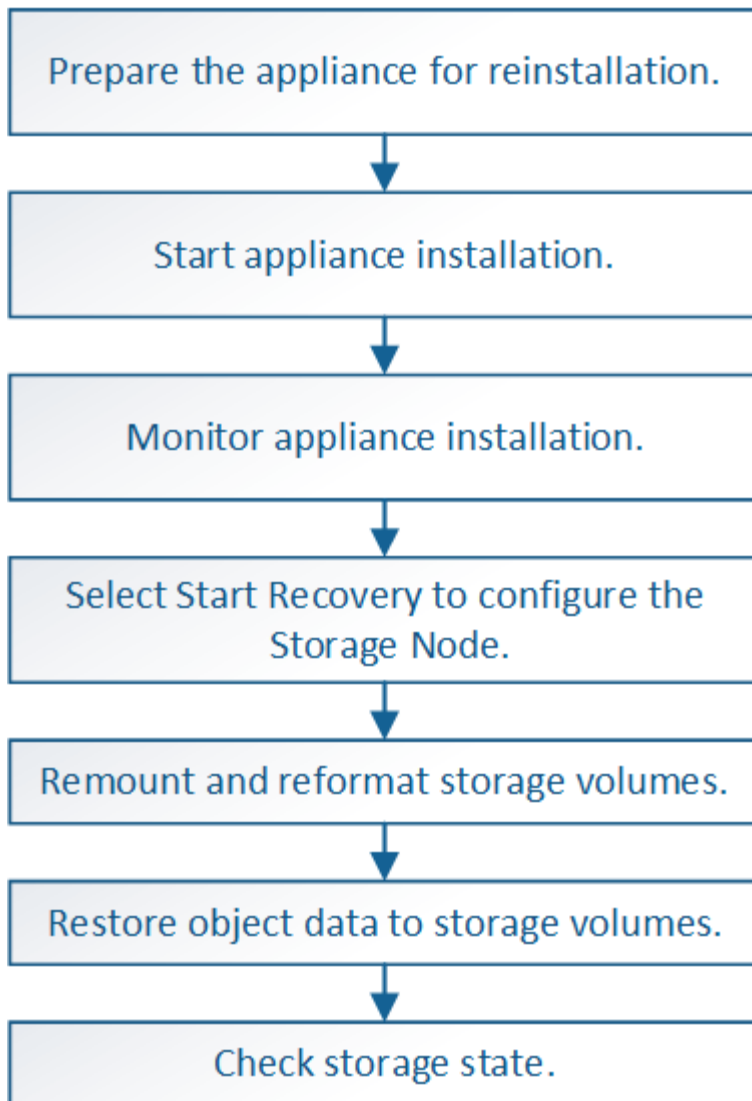 Prepare the appliance for reinstallation.
Start appliance installation.
Monitor appliance installation.
Select Start Recovery to configure the
Storage Node.
Remount and reformat storage volumes.
Restore object data to storage volumes.
Check storage state.